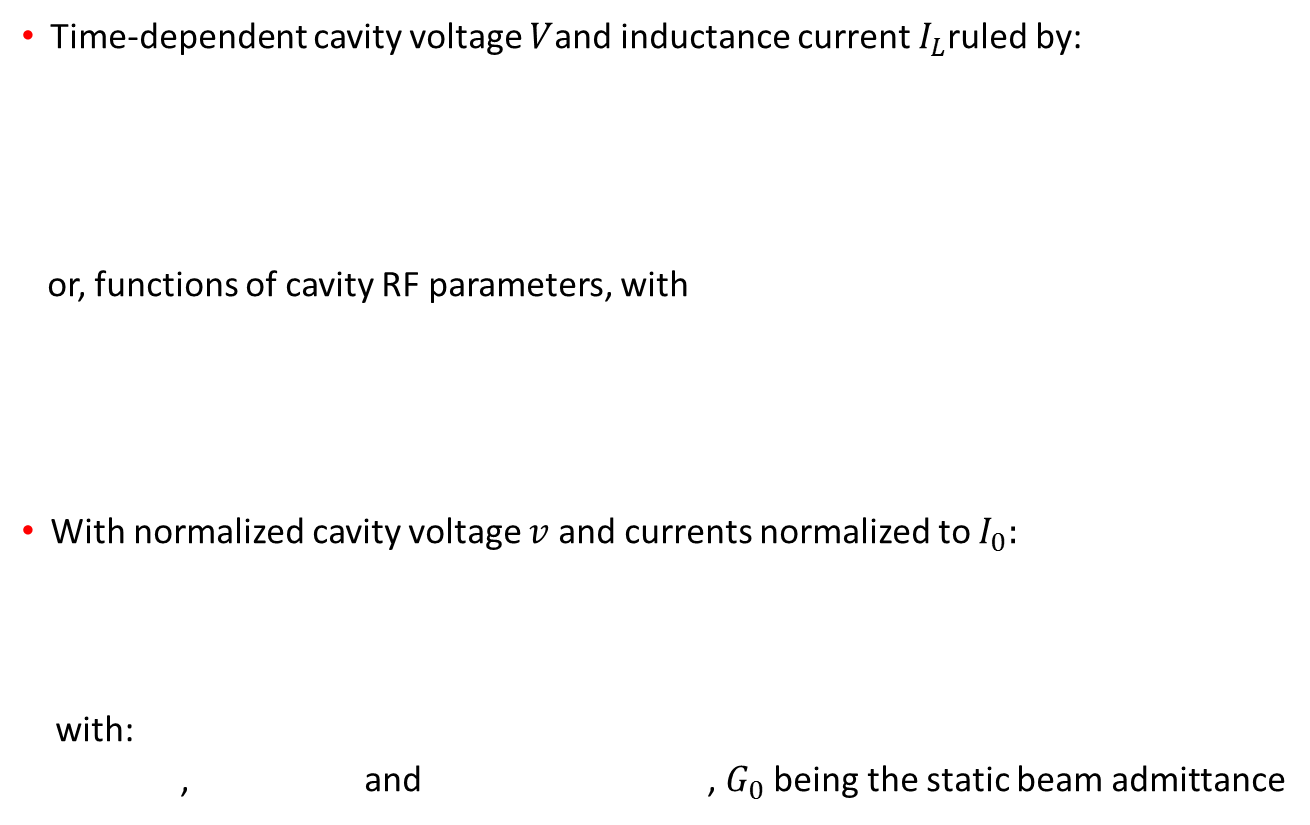 • Time-dependent cavity voltage V and inductance current I_L ruled by:
or, functions of cavity RF parameters, with
• With normalized cavity voltage v and currents normalized to I_0:
with:
, and , G_0 being the static beam admittance